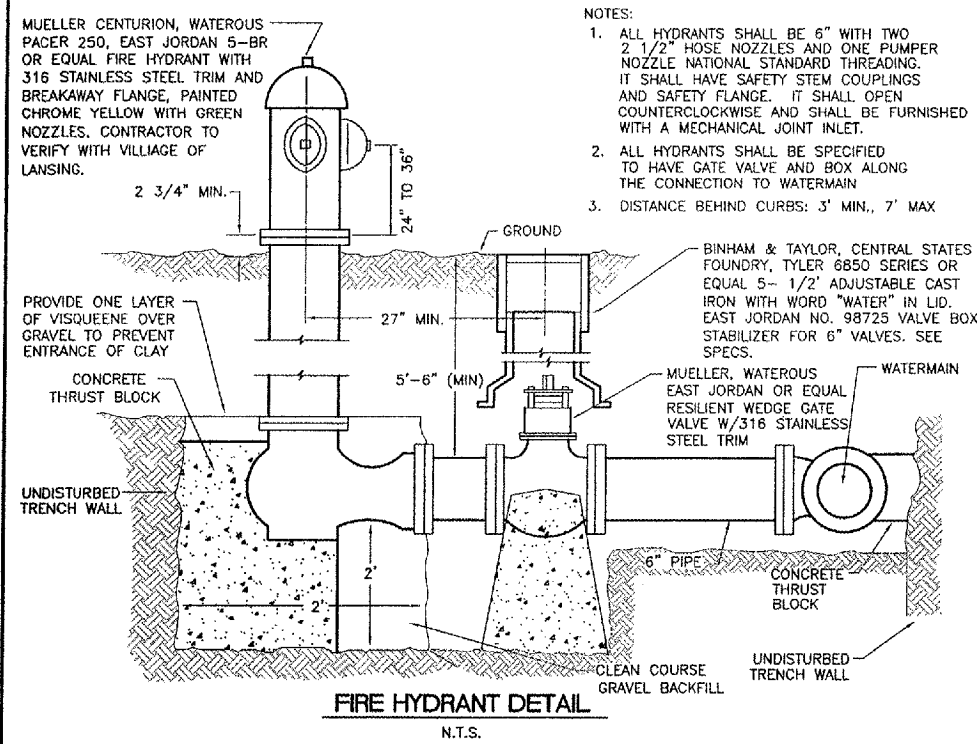 MUELLER CENTURION, WATEROUS
PACER 250, EAST JORDAN 5-BR
OR EQUAL FIRE HYDRANT WITH
316 STAINLESS STEEL TRIM AND
BREAKAWAY FLANGE, PAINTED
CHROME YELLOW WITH GREEN
NOZZLES. CONTRACTOR TO
VERIFY WITH VILLIAGE OF
LANSING.
2 3/4" MIN.
24" TO 36"
NOTES:
1. ALL HYDRANTS SHALL BE 6" WITH TWO
2 1/2" HOSE NOZZLES AND ONE PUMPER
NOZZLE NATIONAL STANDARD THREADING.
IT SHALL HAVE SAFETY STEM COUPLINGS
AND SAFETY FLANGE. IT SHALL OPEN
COUNTERCLOCKWISE AND SHALL BE FURNISHED
WITH A MECHANICAL JOINT INLET.
2. ALL HYDRANTS SHALL BE SPECIFIED
TO HAVE GATE VALVE AND BOX ALONG
THE CONNECTION TO WATERMAIN
3. DISTANCE BEHIND CURBS: 3' MIN., 7' MAX
GROUND
BINHAM & TAYLOR, CENTRAL STATES
FOUNDRY, TYLER 6850 SERIES OR
EQUAL 5- 1/2' ADJUSTABLE CAST
IRON WITH WORD "WATER" IN LID.
EAST JORDAN NO. 98725 VALVE BOX
STABILIZER FOR 6" VALVES. SEE
SPECS.
PROVIDE ONE LAYER
OF VISQUEENE OVER
GRAVEL TO PREVENT
ENTRANCE OF CLAY
27" MIN.
5'-6" (MIN)
CONCRETE
THRUST BLOCK
MUELLER, WATEROUS
EAST JORDAN OR EQUAL
RESILIENT WEDGE GATE
VALVE W/316 STAINLESS
STEEL TRIM
WATERMAIN
UNDISTURBED
TRENCH WALL
2'
2'
6" PIPE
CONCRETE
THRUST
BLOCK
CLEAN COURSE
GRAVEL BACKFILL
UNDISTURBED
TRENCH WALL
FIRE HYDRANT DETAIL
N.T.S.